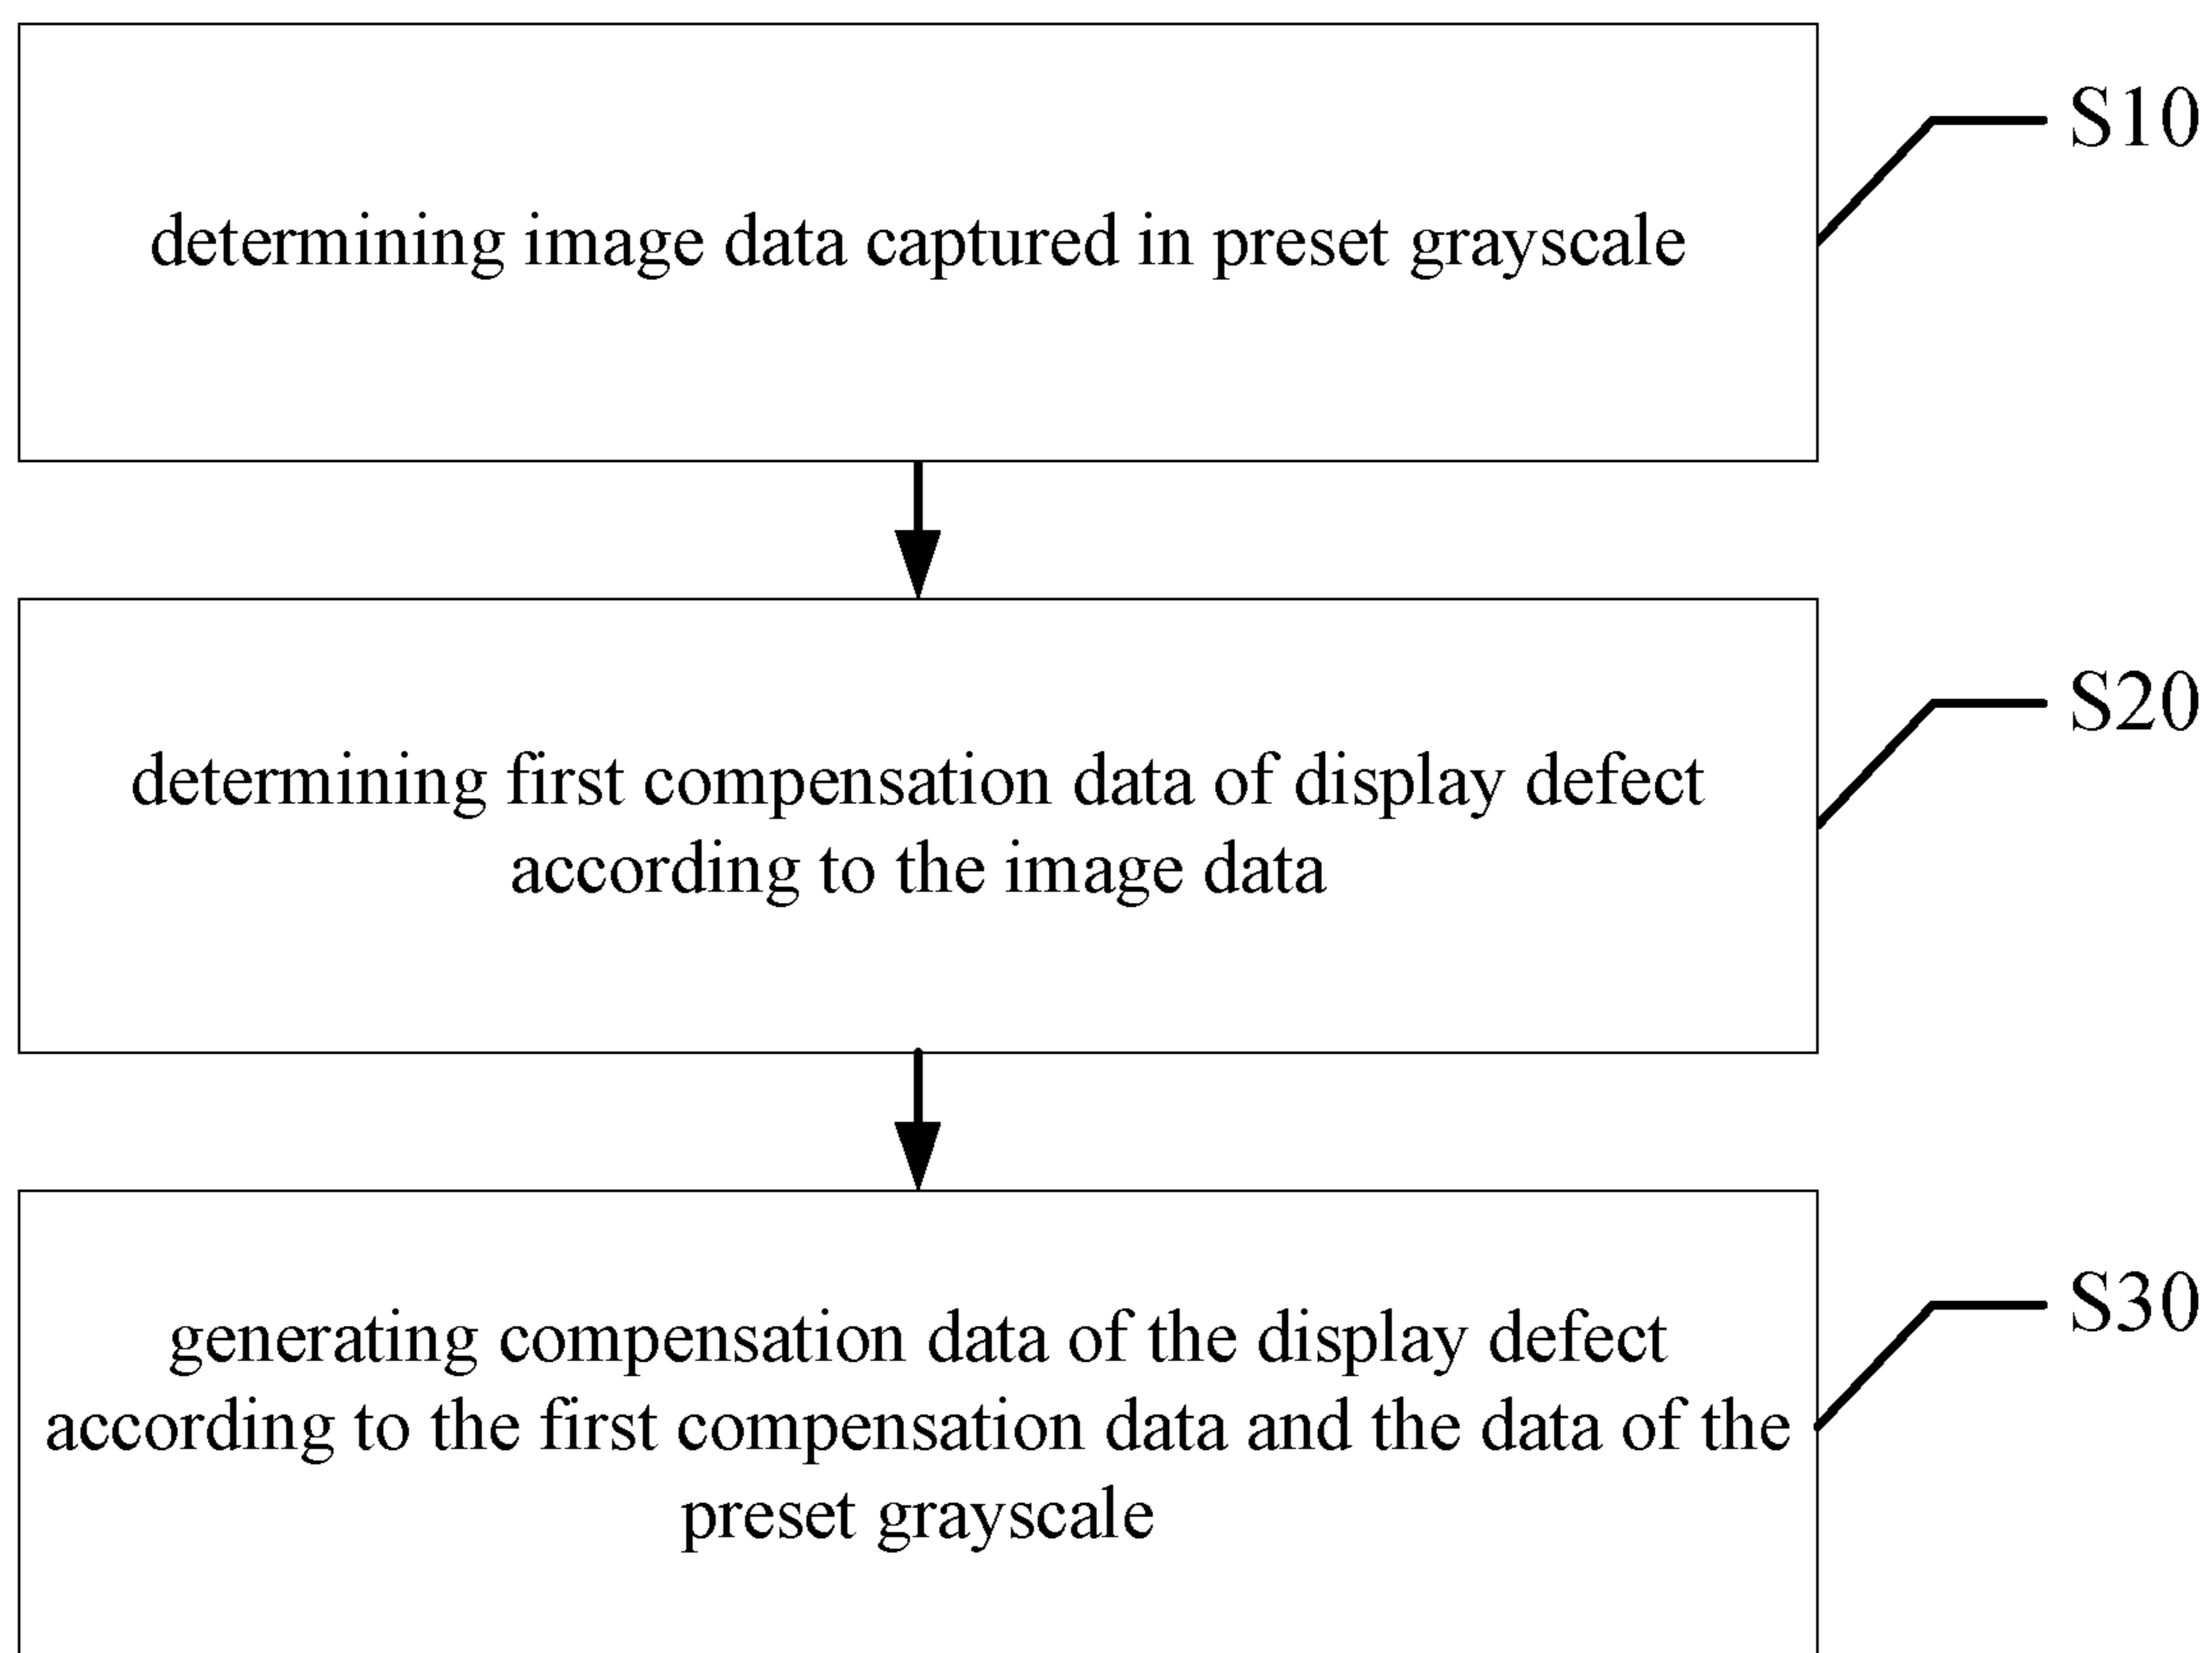 determining image data captured in preset grayscale
S10
determining first compensation data of display defect
according to the image data
S20
generating compensation data of the display defect
according to the first compensation data and the data of the
preset grayscale
S30